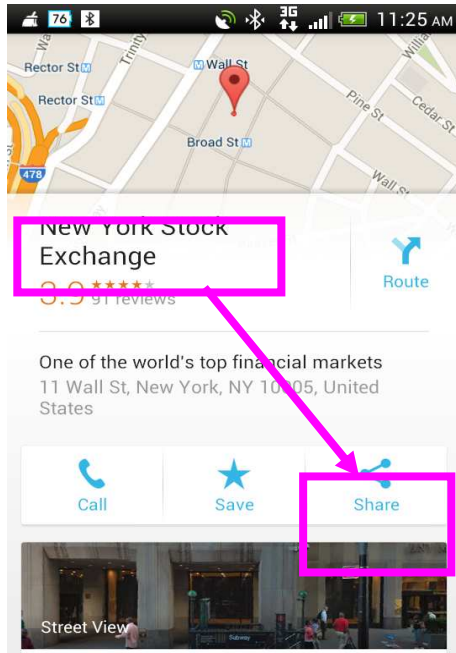 76
3G
11:25 AM
Rector St M
Trinity
M Wall St
Rector St M
Pine St
Cedar St
Broad St M
478
Wall St
New York Stock
Exchange
3.9
91 reviews
Route
One of the world's top financial markets
11 Wall St, New York, NY 10005, United
States
Call
Save
Share
Street View
Subway